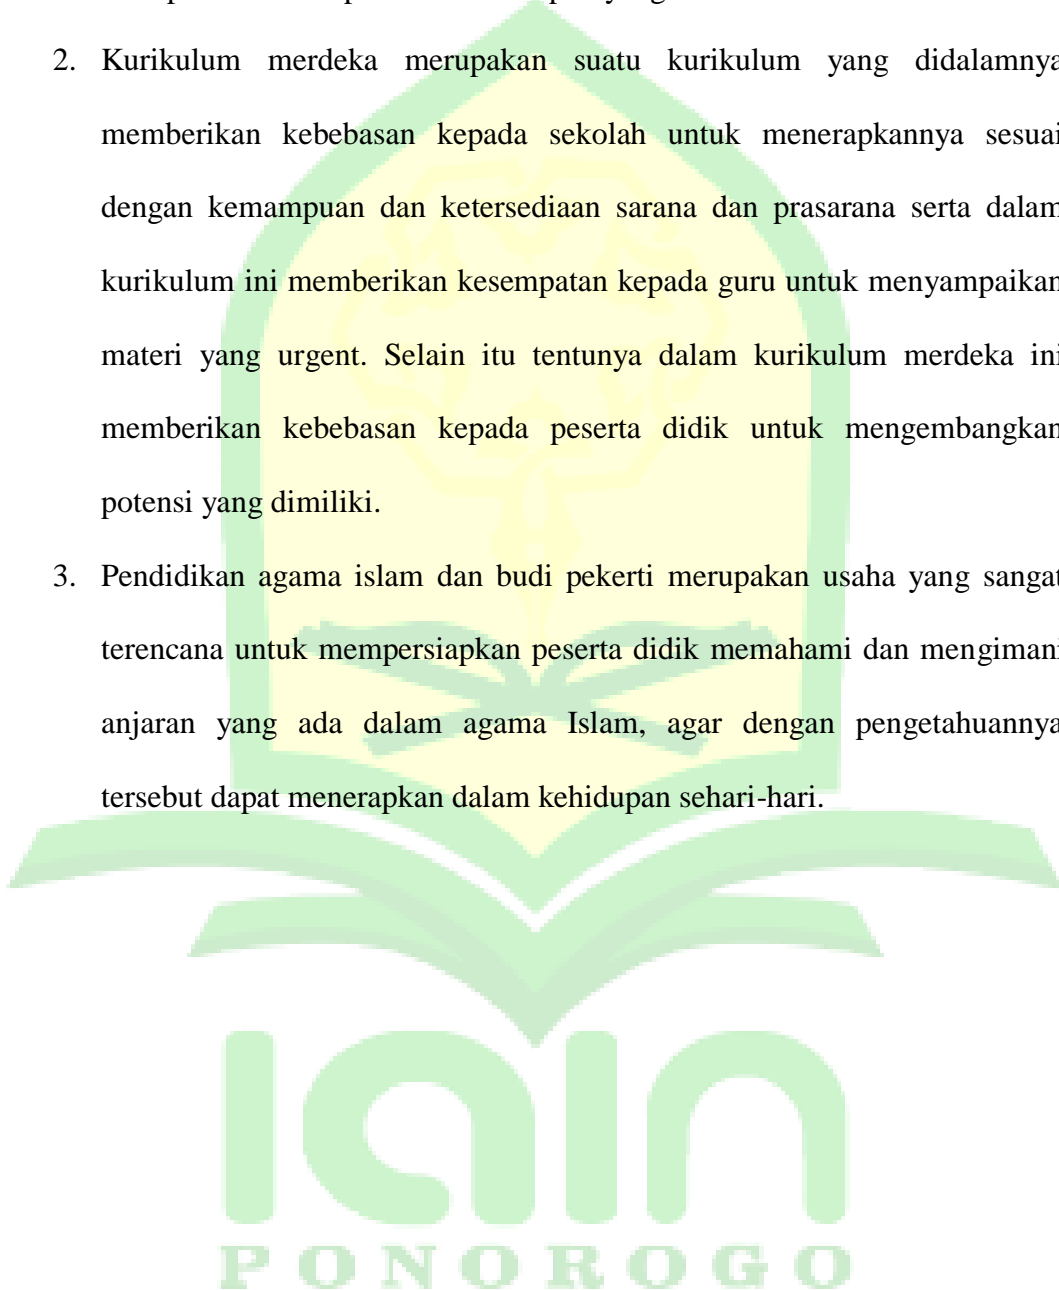 2. Kurikulum merdeka merupakan suatu kurikulum yang didalamnya
memberikan kebebasan kepada sekolah untuk menerapkannya sesuai
dengan kemampuan dan ketersediaan sarana dan prasarana serta dalam
kurikulum ini memberikan kesempatan kepada guru untuk menyampaikan
materi yang urgent. Selain itu tentunya dalam kurikulum merdeka ini
memberikan kebebasan kepada peserta didik untuk mengembangkan
potensi yang dimiliki.
3. Pendidikan agama islam dan budi pekerti merupakan usaha yang sangat
terencana untuk mempersiapkan peserta didik memahami dan mengimani
anjaran yang ada dalam agama Islam, agar dengan pengetahuannya
tersebut dapat menerapkan dalam kehidupan sehari-hari.
iain
PONOROGO